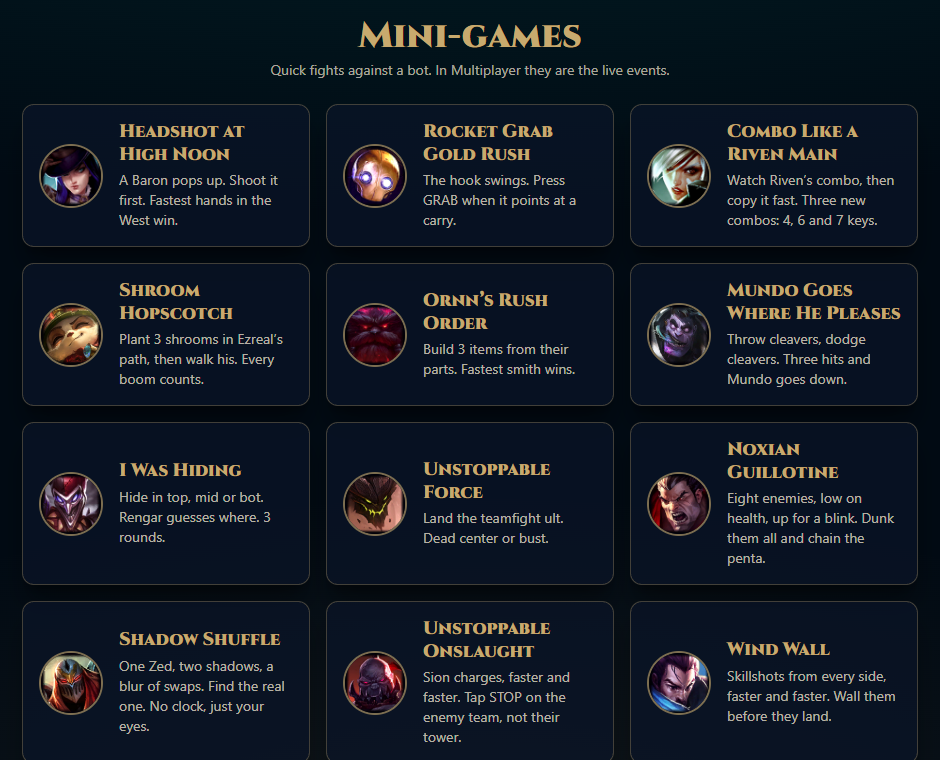 Mini-games
Quick fights against a bot. In Multiplayer they are the live events.
Headshot at
High Noon
A Baron pops up. Shoot it
first. Fastest hands in the
West win.
Rocket Grab
Gold Rush
The hook swings. Press
GRAB when it points at a
carry.
Combo Like a
Riven Main
Watch Riven’s combo, then
copy it fast. Three new
combos: 4, 6 and 7 keys.
Shroom
Hopscotch
Plant 3 shrooms in Ezreal’s
path, then walk his. Every
boom counts.
Ornn’s Rush
Order
Build 3 items from their
parts. Fastest smith wins.
Mundo Goes
Where He Pleases
Throw cleavers, dodge
cleavers. Three hits and
Mundo goes down.
I Was Hiding
Hide in top, mid or bot.
Rengar guesses where. 3
rounds.
Unstoppable
Force
Land the teamfight ult.
Dead center or bust.
Noxian
Guillotine
Eight enemies, low on
health, up for a blink. Dunk
them all and chain the
penta.
Shadow Shuffle
One Zed, two shadows, a
blur of swaps. Find the real
one. No clock, just your
eyes.
Unstoppable
Onslaught
Sion charges, faster and
faster. Tap STOP on the
enemy team, not their
tower.
Wind Wall
Skillshots from every side,
faster and faster. Wall them
before they land.